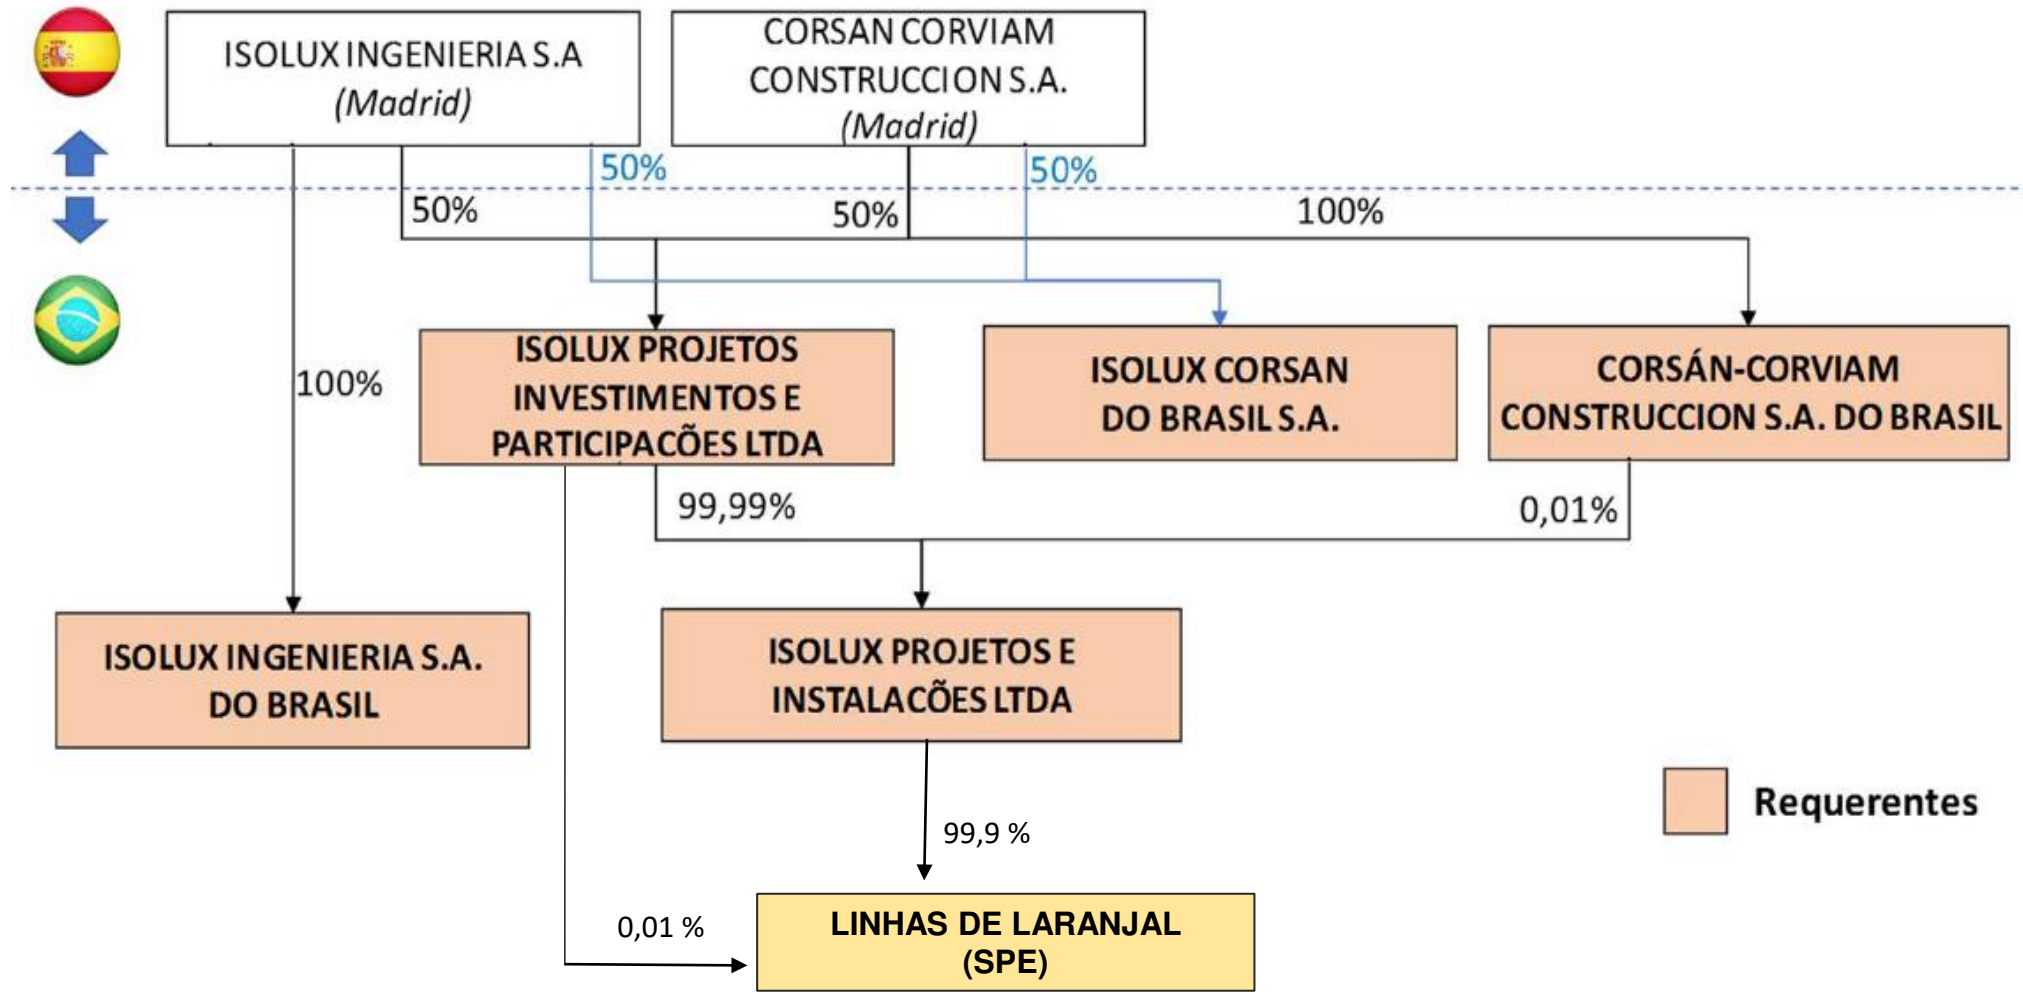 ISOLUX INGENIERIA S.A
(Madrid)
CORSAN CORVIAM
CONSTRUCCION S.A.
(Madrid)
50%
50%
50%
50%
100%
100%
ISOLUX PROJETOS
INVESTIMENTOS E
PARTICIPACÕES LTDA
ISOLUX CORSAN
DO BRASIL S.A.
CORSÁN-CORVIAM
CONSTRUCCION S.A. DO BRASIL
99,99%
0,01%
ISOLUX INGENIERIA S.A.
DO BRASIL
ISOLUX PROJETOS E
INSTALACÕES LTDA
Requerentes
99,9 %
0,01 %
LINHAS DE LARANJAL
(SPE)